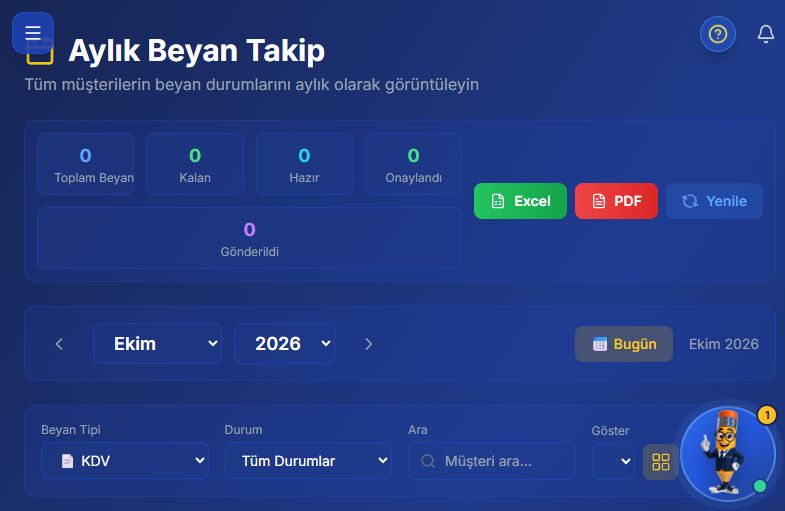 Aylık Beyan Takip
Tüm müşterilerin beyan durumlarını aylık olarak görüntüleyin
0 0 0 0
Toplam Beyan Kalan Hazır Onaylandı
Excel PDF Yenile
0
Gönderildi
Ekim 2026 Bugün Ekim 2026
Beyan Tipi Durum Ara Göster
KDV Tüm Durumlar Müşteri ara...
1